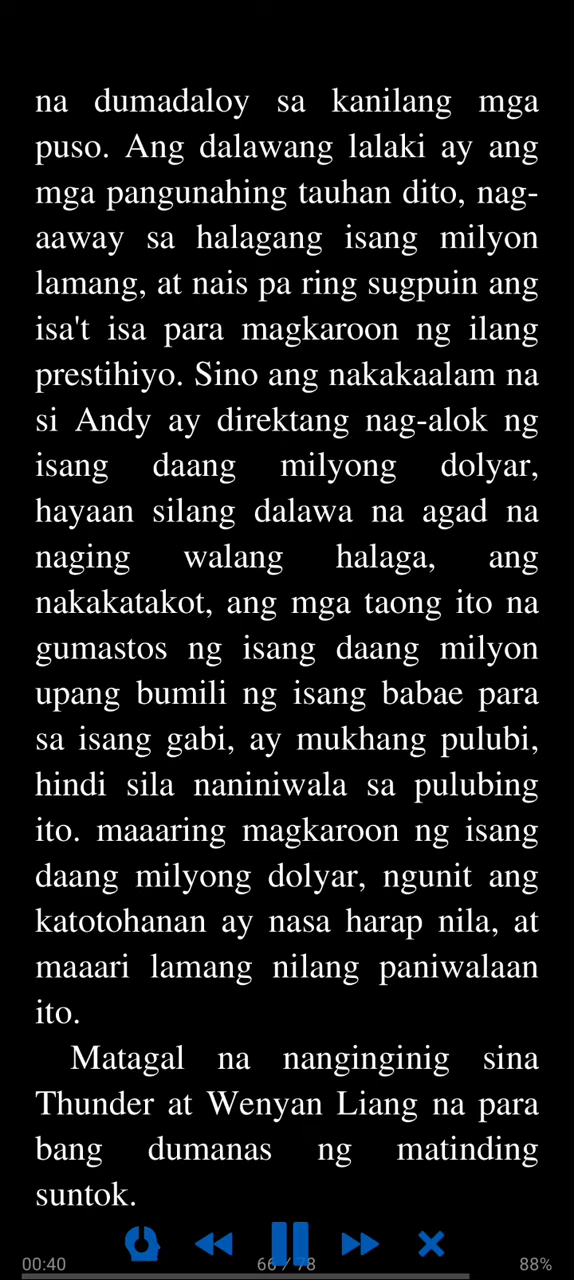 na dumadaloy sa kanilang mga
puso. Ang dalawang lalaki ay ang
mga pangunahing tauhan dito, nag-
aaway sa halagang isang milyon
lamang, at nais pa ring sugpuin ang
isa't isa para magkaroon ng ilang
prestihiyo. Sino ang nakakaalam na
si Andy ay direktang nag-alok ng
isang daang milyong dolyar,
hayaan silang dalawa na agad na
naging walang halaga, ang
nakakatakot, ang mga taong ito na
gumastos ng isang daang milyon
upang bumili ng isang babae para
sa isang gabi, ay mukhang pulubi,
hindi sila naniniwala sa pulubing
ito. maaaring magkaroon ng isang
daang milyong dolyar, ngunit ang
katotohanan ay nasa harap nila, at
maaari lamang nilang paniwalaan
ito.
Matagal na nanginginig sina
Thunder at Wenyan Liang na para
bang dumanas ng matinding
suntok.
00:40 66 / 78 88%